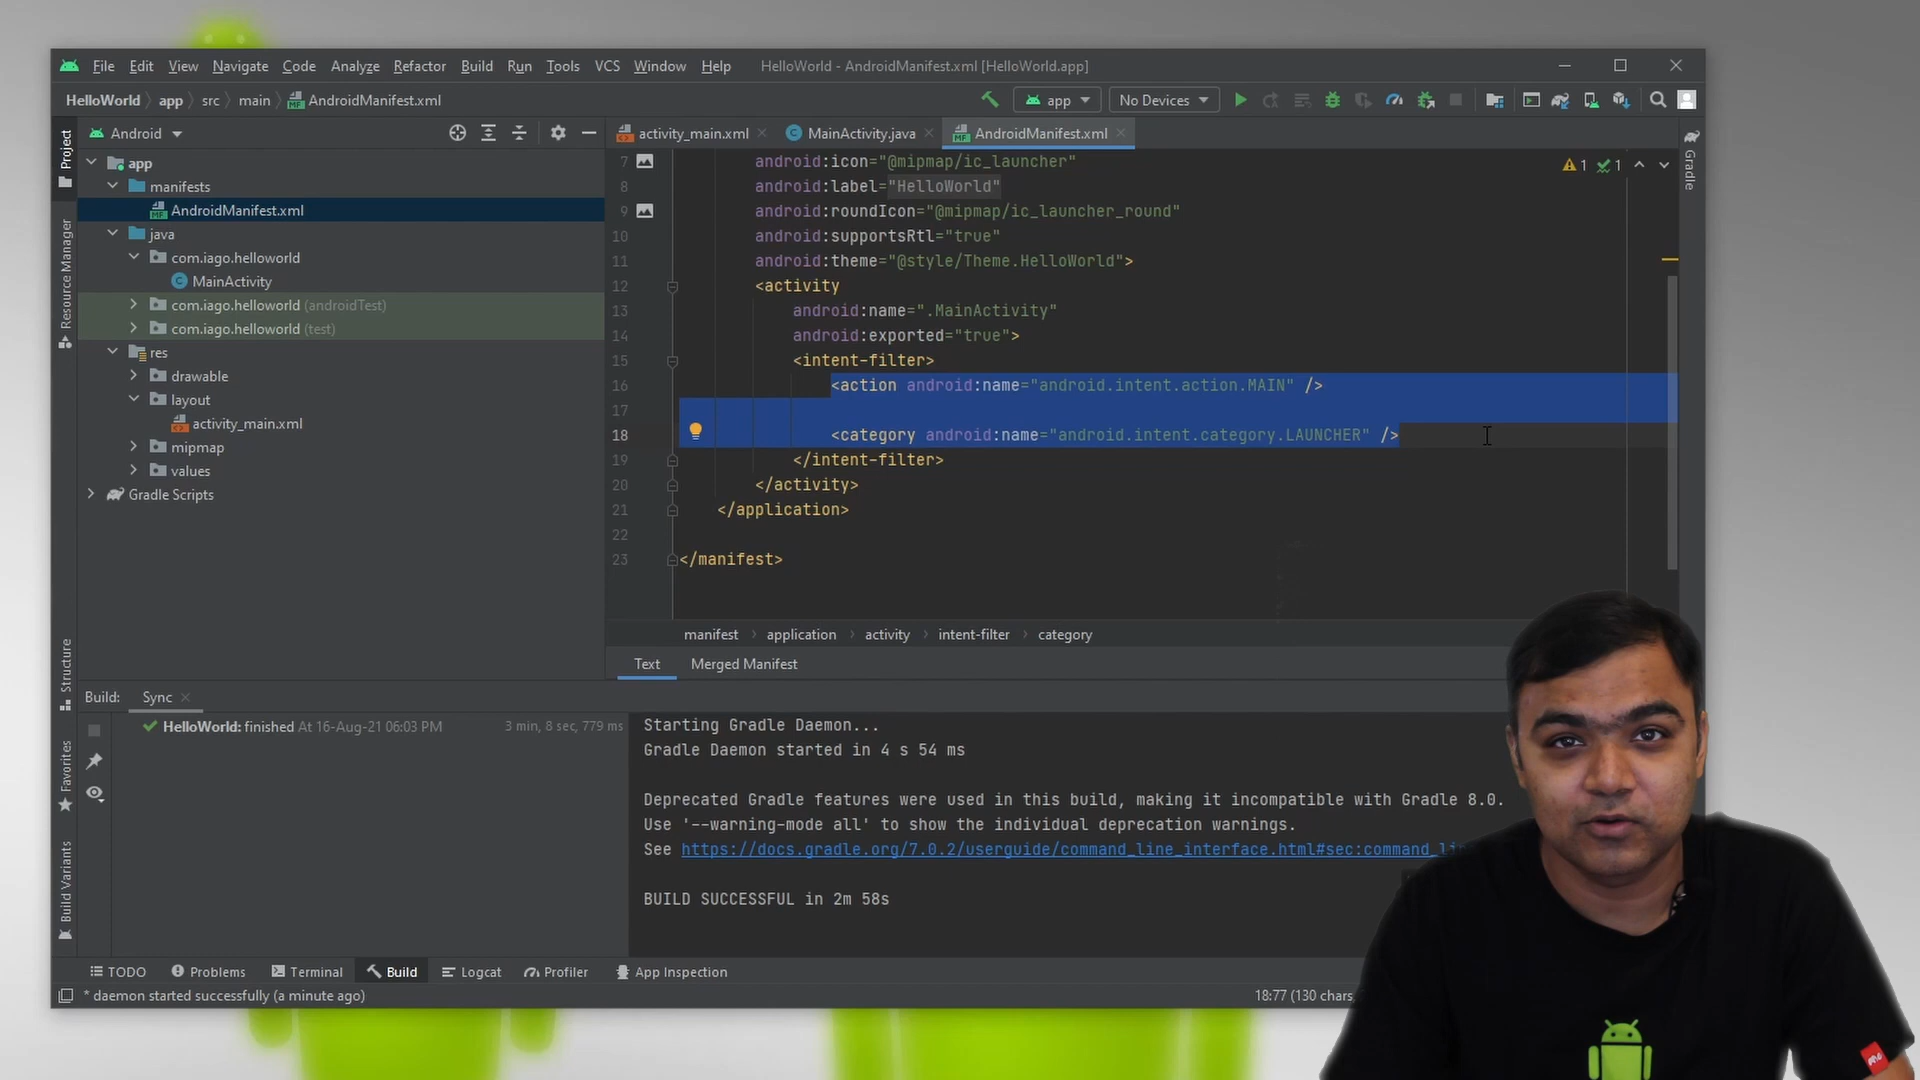 File Edit View Navigate Code Analyze Refactor Build Run Tools VCS Window Help HelloWorld - AndroidManifest.xml [HelloWorld.app]
HelloWorld app src main AndroidManifest.xml app No Devices
Project
Resource Manager
Structure
Favorites
Build Variants
Android
app
manifests
AndroidManifest.xml
java
com.iago.helloworld
MainActivity
com.iago.helloworld (androidTest)
com.iago.helloworld (test)
res
drawable
layout
activity_main.xml
mipmap
values
Gradle Scripts
activity_main.xml MainActivity.java AndroidManifest.xml
Gradle
1 1
7 android:icon="@mipmap/ic_launcher"
8 android:label="HelloWorld"
9 android:roundIcon="@mipmap/ic_launcher_round"
10 android:supportsRtl="true"
11 android:theme="@style/Theme.HelloWorld">
12 <activity
13 android:name=".MainActivity"
14 android:exported="true">
15 <intent-filter>
16 <action android:name="android.intent.action.MAIN" />
17
18 <category android:name="android.intent.category.LAUNCHER" />
19 </intent-filter>
20 </activity>
21 </application>
22
23 </manifest>
manifest application activity intent-filter category
Text Merged Manifest
Build: Sync
HelloWorld: finished At 16-Aug-21 06:03 PM 3 min, 8 sec, 779 ms
Starting Gradle Daemon...
Gradle Daemon started in 4 s 54 ms
Deprecated Gradle features were used in this build, making it incompatible with Gradle 8.0.
Use '--warning-mode all' to show the individual deprecation warnings.
See https://docs.gradle.org/7.0.2/userguide/command_line_interface.html#sec:command_li
BUILD SUCCESSFUL in 2m 58s
TODO Problems Terminal Build Logcat Profiler App Inspection
* daemon started successfully (a minute ago) 18:77 (130 chars